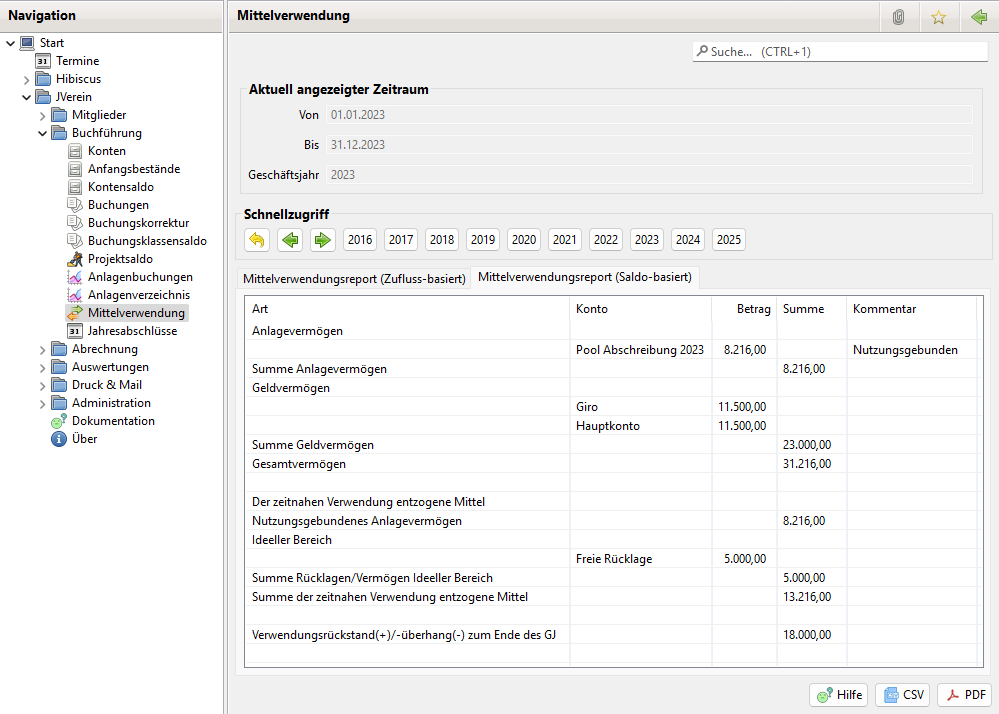 Navigation
Start
31 Termine
Hibiscus
JVerein
Mitglieder
Buchführung
Konten
Anfangsbestände
Kontensaldo
Buchungen
Buchungskorrektur
Buchungsklassensaldo
Projektsaldo
Anlagenbuchungen
Anlagenverzeichnis
Mittelverwendung
31 Jahresabschlüsse
Abrechnung
Auswertungen
Druck & Mail
Administration
Dokumentation
Über
Mittelverwendung
Suche... (CTRL+1)
Aktuell angezeigter Zeitraum
Von 01.01.2023
Bis 31.12.2023
Geschäftsjahr 2023
Schnellzugriff
2016 2017 2018 2019 2020 2021 2022 2023 2024 2025
Mittelverwendungsreport (Zufluss-basiert) Mittelverwendungsreport (Saldo-basiert)
Art Konto Betrag Summe Kommentar
Anlagevermögen
Pool Abschreibung 2023 8.216,00 Nutzungsgebunden
Summe Anlagevermögen 8.216,00
Geldvermögen
Giro 11.500,00
Hauptkonto 11.500,00
Summe Geldvermögen 23.000,00
Gesamtvermögen 31.216,00
Der zeitnahen Verwendung entzogene Mittel
Nutzungsgebundenes Anlagevermögen 8.216,00
Ideeller Bereich
Freie Rücklage 5.000,00
Summe Rücklagen/Vermögen Ideeller Bereich 5.000,00
Summe der zeitnahen Verwendung entzogene Mittel 13.216,00
Verwendungsrückstand(+)/-überhang(-) zum Ende des GJ 18.000,00
Hilfe CSV PDF